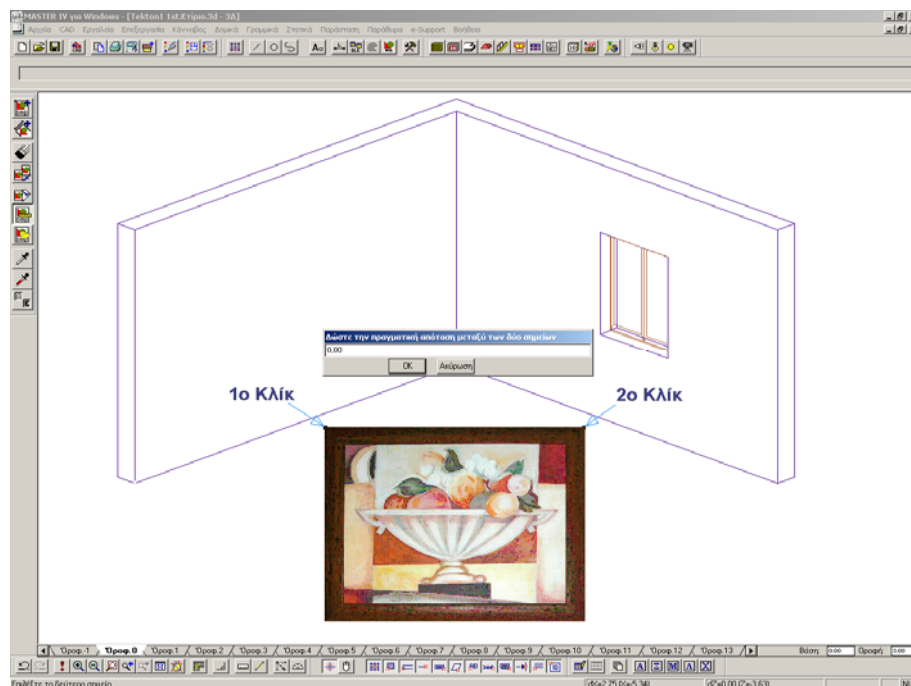 MASTER IV για Windows - [Tekton1 1st.Κτίριο.3d - 3Δ]
Αρχεία CAD Εργαλεία Επεξεργασία Κάνναβος Δομικά Γραμμικά Στατικά Παράσταση Παράθυρα e-Support Βοήθεια
Δώστε την πραγματική απόσταση μεταξύ των δύο σημείων
0,00
OK Ακύρωση
1ο Κλίκ
2ο Κλίκ
Όροφ.-1 Όροφ.0 Όροφ.1 Όροφ.2 Όροφ.3 Όροφ.4 Όροφ.5 Όροφ.6 Όροφ.7 Όροφ.8 Όροφ.9 Όροφ.10 Όροφ.11 Όροφ.12 Όροφ.13 Βάση: 0.00 Οροφή: 0.00
Επιλέξτε το δεύτερο σημείο